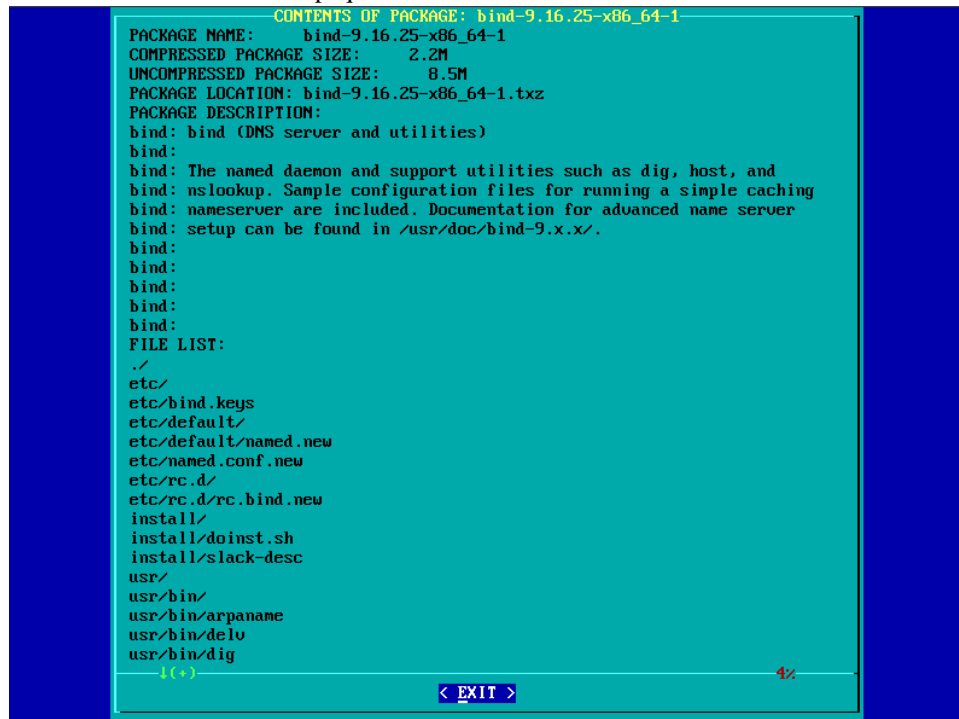 CONTENTS OF PACKAGE: bind-9.16.25-x86_64-1
PACKAGE NAME:     bind-9.16.25-x86_64-1
COMPRESSED PACKAGE SIZE:     2.2M
UNCOMPRESSED PACKAGE SIZE:     8.5M
PACKAGE LOCATION: bind-9.16.25-x86_64-1.txz
PACKAGE DESCRIPTION:
bind: bind (DNS server and utilities)
bind:
bind: The named daemon and support utilities such as dig, host, and
bind: nslookup. Sample configuration files for running a simple caching
bind: nameserver are included. Documentation for advanced name server
bind: setup can be found in /usr/doc/bind-9.x.x/.
bind:
bind:
bind:
bind:
bind:
FILE LIST:
./
etc/
etc/bind.keys
etc/default/
etc/default/named.new
etc/named.conf.new
etc/rc.d/
etc/rc.d/rc.bind.new
install/
install/doinst.sh
install/slack-desc
usr/
usr/bin/
usr/bin/arpaname
usr/bin/delv
usr/bin/dig
↓(+) 4%
< EXIT >